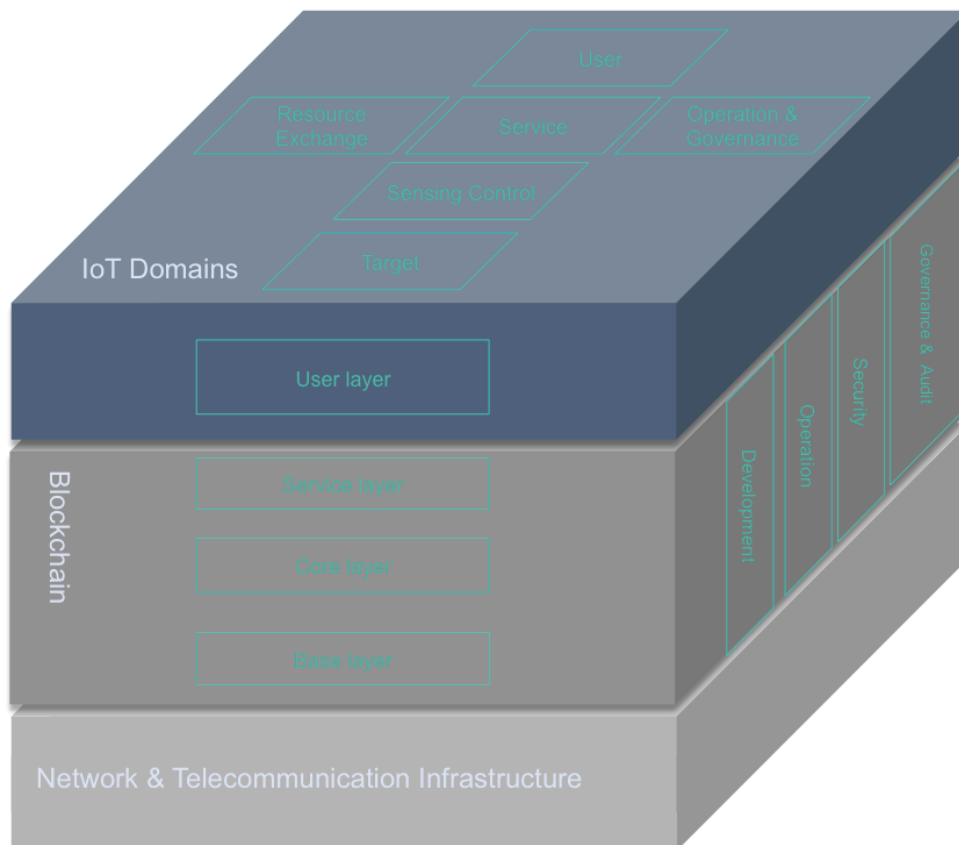 User
Resource
Exchange
Service
Operation &
Governance
Sensing Control
Target
IoT Domains
User layer
Blockchain
Service layer
Core layer
Base layer
Development
Operation
Security
Governance & Audit
Network & Telecommunication Infrastructure